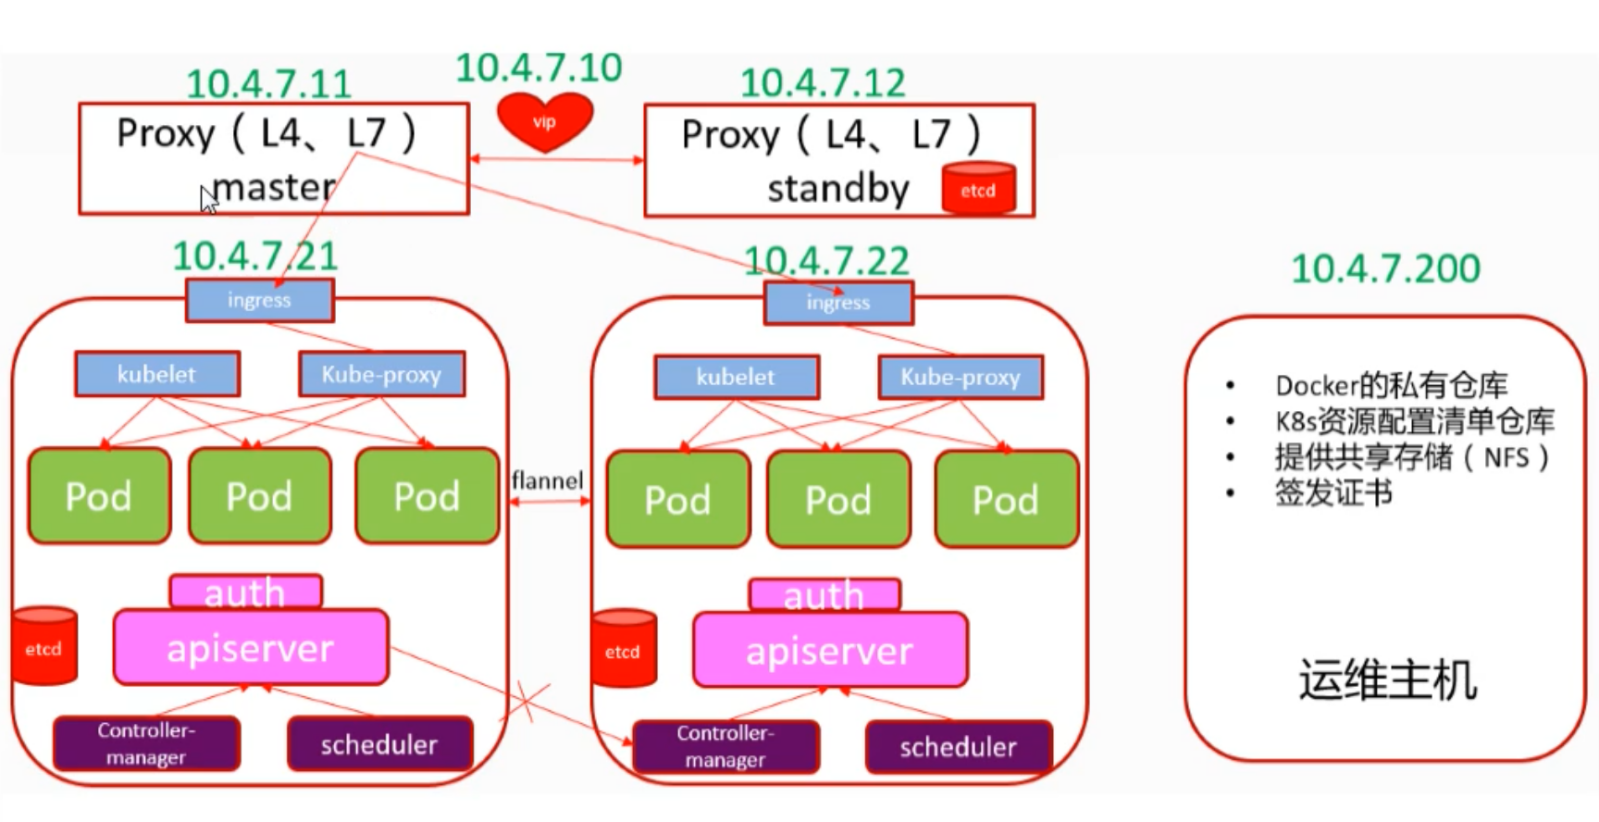 10.4.7.11
10.4.7.10
10.4.7.12
Proxy（L4、L7）
master
vip
Proxy（L4、L7）
standby
etcd
10.4.7.21
10.4.7.22
10.4.7.200
ingress
ingress
kubelet
Kube-proxy
kubelet
Kube-proxy
Pod
Pod
Pod
flannel
Pod
Pod
Pod
auth
apiserver
etcd
auth
apiserver
etcd
Controller-
manager
scheduler
Controller-
manager
scheduler
• Docker的私有仓库
• K8s资源配置清单仓库
• 提供共享存储（NFS）
• 签发证书
运维主机